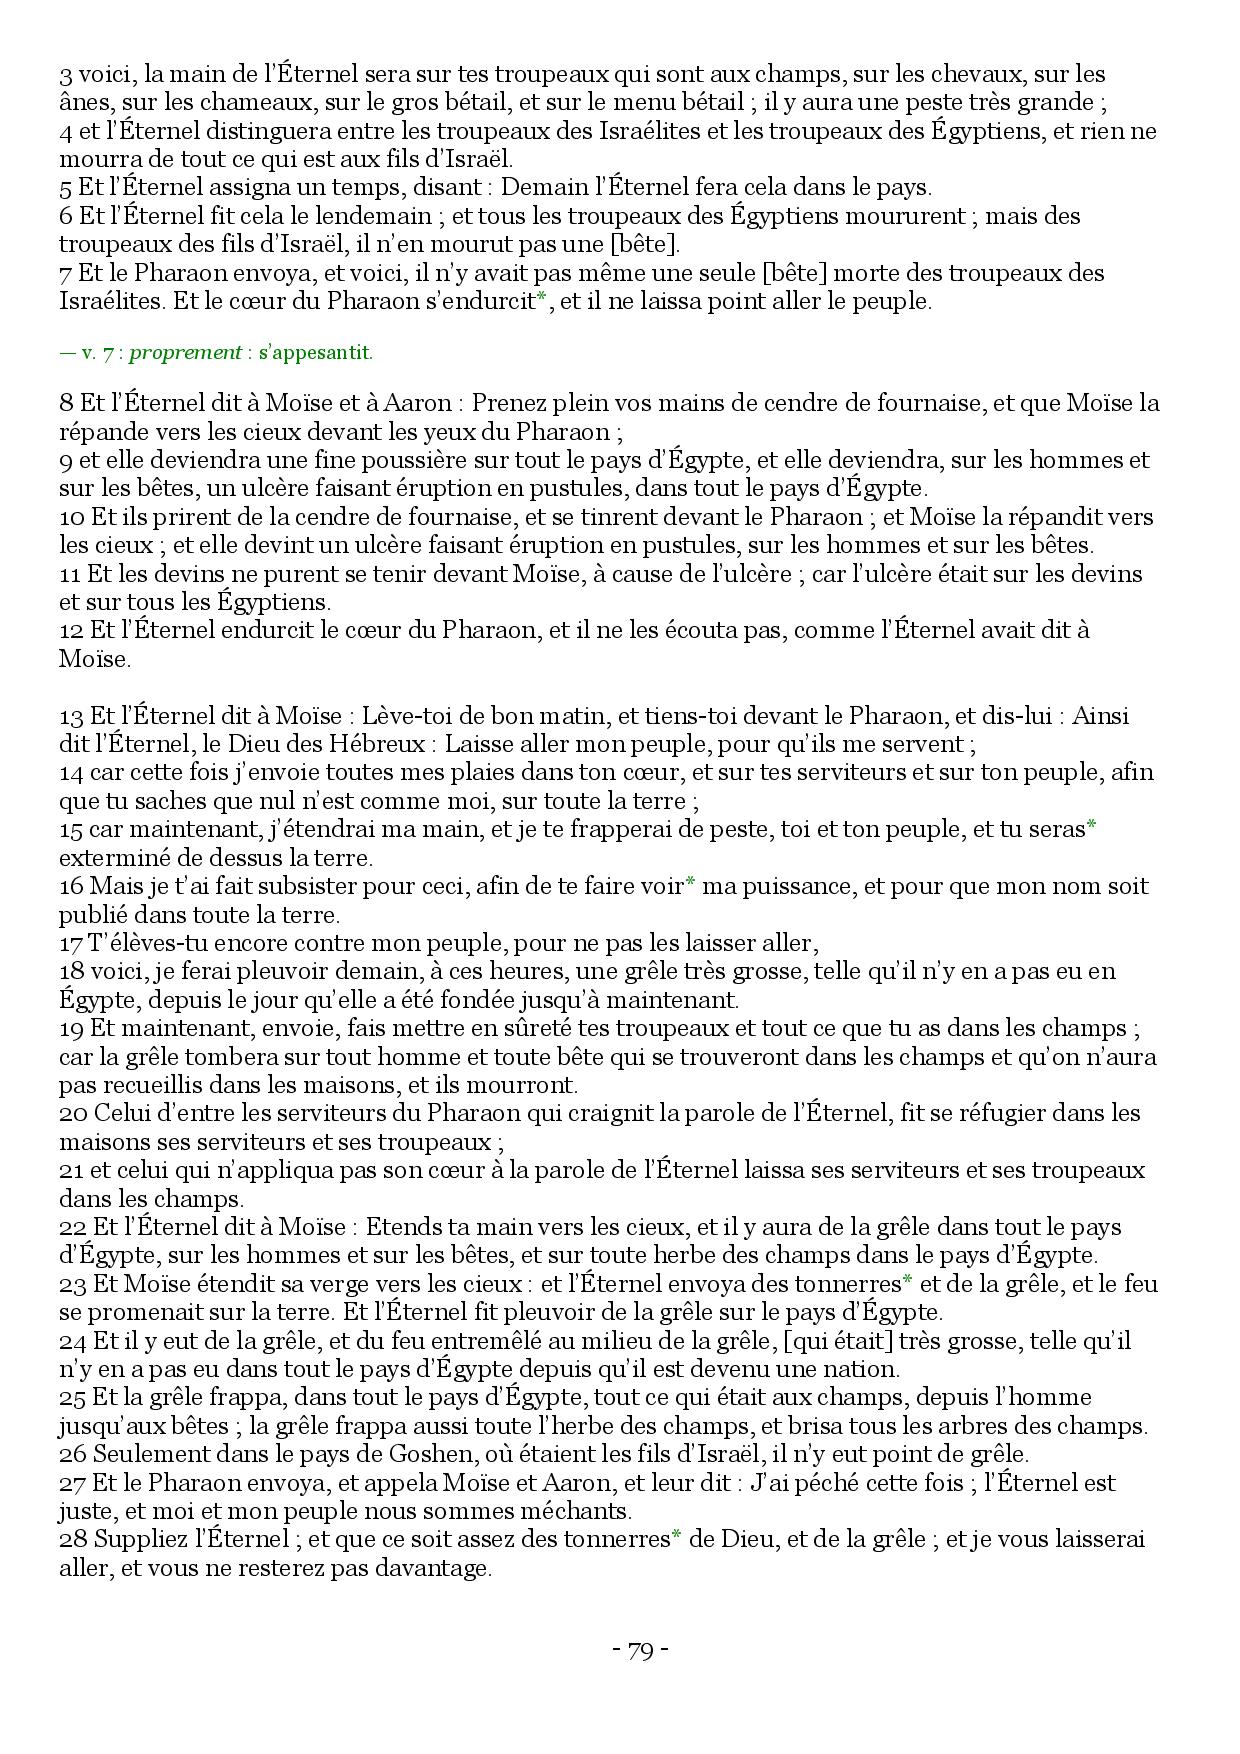 3 voici, la main de l’Éternel sera sur tes troupeaux qui sont aux champs, sur les chevaux, sur les
ânes, sur les chameaux, sur le gros bétail, et sur le menu bétail ; il y aura une peste très grande ;
4 et l’Éternel distinguera entre les troupeaux des Israélites et les troupeaux des Égyptiens, et rien ne
mourra de tout ce qui est aux fils d’Israël.
5 Et l’Éternel assigna un temps, disant : Demain l’Éternel fera cela dans le pays.
6 Et l’Éternel fit cela le lendemain ; et tous les troupeaux des Égyptiens moururent ; mais des
troupeaux des fils d’Israël, il n’en mourut pas une [bête].
7 Et le Pharaon envoya, et voici, il n’y avait pas même une seule [bête] morte des troupeaux des
Israélites. Et le cœur du Pharaon s’endurcit*, et il ne laissa point aller le peuple.
— v. 7 : proprement : s’appesantit.
8 Et l’Éternel dit à Moïse et à Aaron : Prenez plein vos mains de cendre de fournaise, et que Moïse la
répande vers les cieux devant les yeux du Pharaon ;
9 et elle deviendra une fine poussière sur tout le pays d’Égypte, et elle deviendra, sur les hommes et
sur les bêtes, un ulcère faisant éruption en pustules, dans tout le pays d’Égypte.
10 Et ils prirent de la cendre de fournaise, et se tinrent devant le Pharaon ; et Moïse la répandit vers
les cieux ; et elle devint un ulcère faisant éruption en pustules, sur les hommes et sur les bêtes.
11 Et les devins ne purent se tenir devant Moïse, à cause de l’ulcère ; car l’ulcère était sur les devins
et sur tous les Égyptiens.
12 Et l’Éternel endurcit le cœur du Pharaon, et il ne les écouta pas, comme l’Éternel avait dit à
Moïse.
13 Et l’Éternel dit à Moïse : Lève-toi de bon matin, et tiens-toi devant le Pharaon, et dis-lui : Ainsi
dit l’Éternel, le Dieu des Hébreux : Laisse aller mon peuple, pour qu’ils me servent ;
14 car cette fois j’envoie toutes mes plaies dans ton cœur, et sur tes serviteurs et sur ton peuple, afin
que tu saches que nul n’est comme moi, sur toute la terre ;
15 car maintenant, j’étendrai ma main, et je te frapperai de peste, toi et ton peuple, et tu seras*
exterminé de dessus la terre.
16 Mais je t’ai fait subsister pour ceci, afin de te faire voir* ma puissance, et pour que mon nom soit
publié dans toute la terre.
17 T’élèves-tu encore contre mon peuple, pour ne pas les laisser aller,
18 voici, je ferai pleuvoir demain, à ces heures, une grêle très grosse, telle qu’il n’y en a pas eu en
Égypte, depuis le jour qu’elle a été fondée jusqu’à maintenant.
19 Et maintenant, envoie, fais mettre en sûreté tes troupeaux et tout ce que tu as dans les champs ;
car la grêle tombera sur tout homme et toute bête qui se trouveront dans les champs et qu’on n’aura
pas recueillis dans les maisons, et ils mourront.
20 Celui d’entre les serviteurs du Pharaon qui craignit la parole de l’Éternel, fit se réfugier dans les
maisons ses serviteurs et ses troupeaux ;
21 et celui qui n’appliqua pas son cœur à la parole de l’Éternel laissa ses serviteurs et ses troupeaux
dans les champs.
22 Et l’Éternel dit à Moïse : Etends ta main vers les cieux, et il y aura de la grêle dans tout le pays
d’Égypte, sur les hommes et sur les bêtes, et sur toute herbe des champs dans le pays d’Égypte.
23 Et Moïse étendit sa verge vers les cieux : et l’Éternel envoya des tonnerres* et de la grêle, et le feu
se promenait sur la terre. Et l’Éternel fit pleuvoir de la grêle sur le pays d’Égypte.
24 Et il y eut de la grêle, et du feu entremêlé au milieu de la grêle, [qui était] très grosse, telle qu’il
n’y en a pas eu dans tout le pays d’Égypte depuis qu’il est devenu une nation.
25 Et la grêle frappa, dans tout le pays d’Égypte, tout ce qui était aux champs, depuis l’homme
jusqu’aux bêtes ; la grêle frappa aussi toute l’herbe des champs, et brisa tous les arbres des champs.
26 Seulement dans le pays de Goshen, où étaient les fils d’Israël, il n’y eut point de grêle.
27 Et le Pharaon envoya, et appela Moïse et Aaron, et leur dit : J’ai péché cette fois ; l’Éternel est
juste, et moi et mon peuple nous sommes méchants.
28 Suppliez l’Éternel ; et que ce soit assez des tonnerres* de Dieu, et de la grêle ; et je vous laisserai
aller, et vous ne resterez pas davantage.
- 79 -